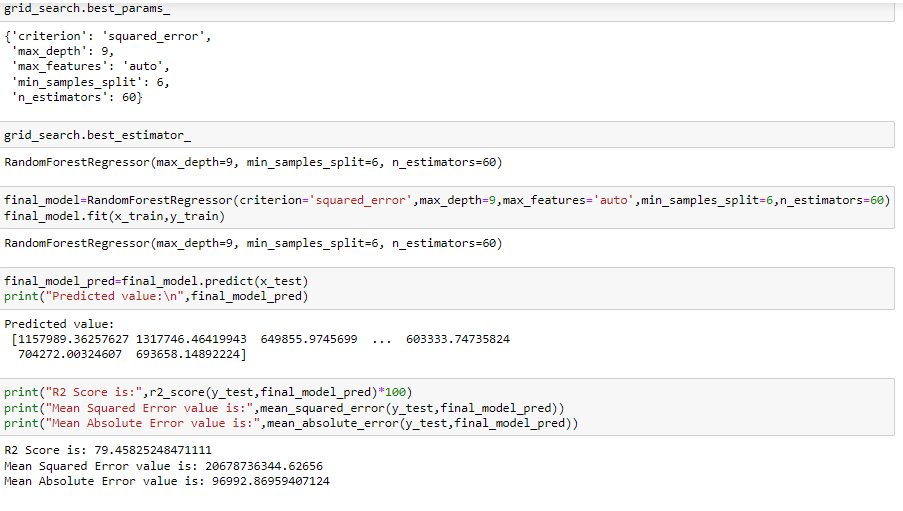 grid_search.best_params_
{'criterion': 'squared_error',
 'max_depth': 9,
 'max_features': 'auto',
 'min_samples_split': 6,
 'n_estimators': 60}
grid_search.best_estimator_
RandomForestRegressor(max_depth=9, min_samples_split=6, n_estimators=60)
final_model=RandomForestRegressor(criterion='squared_error',max_depth=9,max_features='auto',min_samples_split=6,n_estimators=60)
final_model.fit(x_train,y_train)
RandomForestRegressor(max_depth=9, min_samples_split=6, n_estimators=60)
final_model_pred=final_model.predict(x_test)
print("Predicted value:\n",final_model_pred)
Predicted value:
 [1157989.36257627 1317746.46419943  649855.9745699  ...  603333.74735824
  704272.00324607  693658.14892224]
print("R2 Score is:",r2_score(y_test,final_model_pred)*100)
print("Mean Squared Error value is:",mean_squared_error(y_test,final_model_pred))
print("Mean Absolute Error value is:",mean_absolute_error(y_test,final_model_pred))
R2 Score is: 79.45825248471111
Mean Squared Error value is: 20678736344.62656
Mean Absolute Error value is: 96992.86959407124